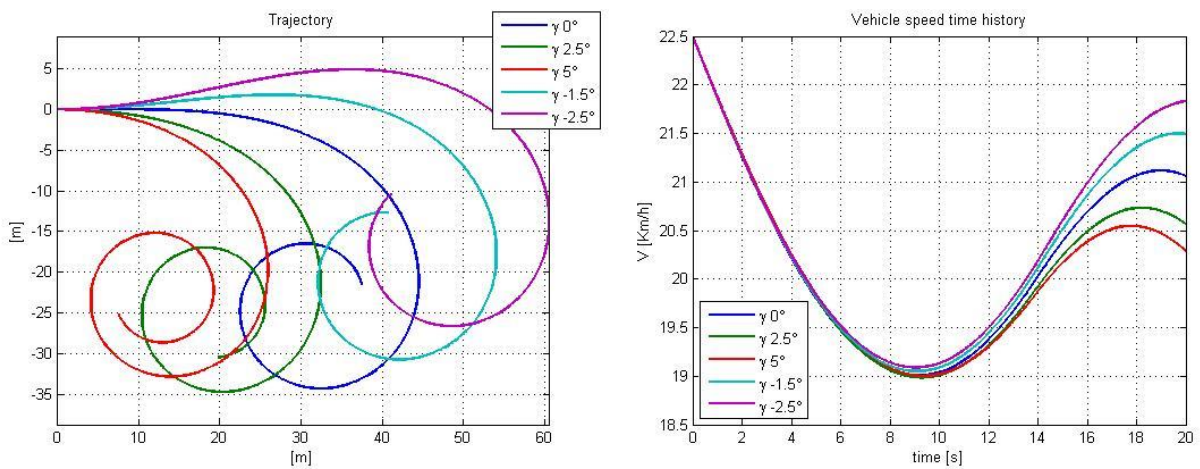 Trajectory
γ 0°
γ 2.5°
γ 5°
γ -1.5°
γ -2.5°
5
0
-5
-10
-15
-20
-25
-30
-35
[m]
0 10 20 30 40 50 60
[m]
Vehicle speed time history
22.5
22
21.5
21
20.5
20
19.5
19
18.5
V [Km/h]
γ 0°
γ 2.5°
γ 5°
γ -1.5°
γ -2.5°
0 2 4 6 8 10 12 14 16 18 20
time [s]